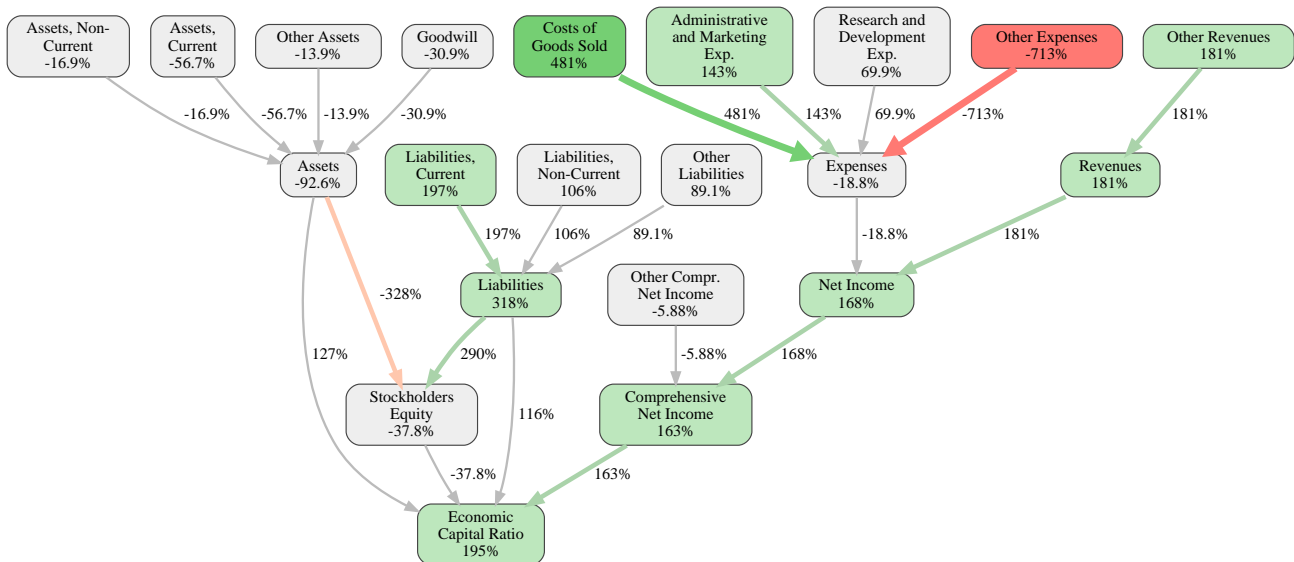 Assets, Non-
Current
-16.9%
Assets,
Current
-56.7%
Other Assets
-13.9%
Goodwill
-30.9%
Costs of
Goods Sold
481%
Administrative
and Marketing
Exp.
143%
Research and
Development
Exp.
69.9%
Other Expenses
-713%
Other Revenues
181%
-16.9%
-56.7%
-13.9%
-30.9%
481%
143%
69.9%
-713%
181%
Assets
-92.6%
Liabilities,
Current
197%
Liabilities,
Non-Current
106%
Other
Liabilities
89.1%
Expenses
-18.8%
Revenues
181%
197%
106%
89.1%
-18.8%
181%
-328%
Liabilities
318%
Other Compr.
Net Income
-5.88%
Net Income
168%
127%
290%
116%
-5.88%
168%
Stockholders
Equity
-37.8%
Comprehensive
Net Income
163%
-37.8%
163%
Economic
Capital Ratio
195%